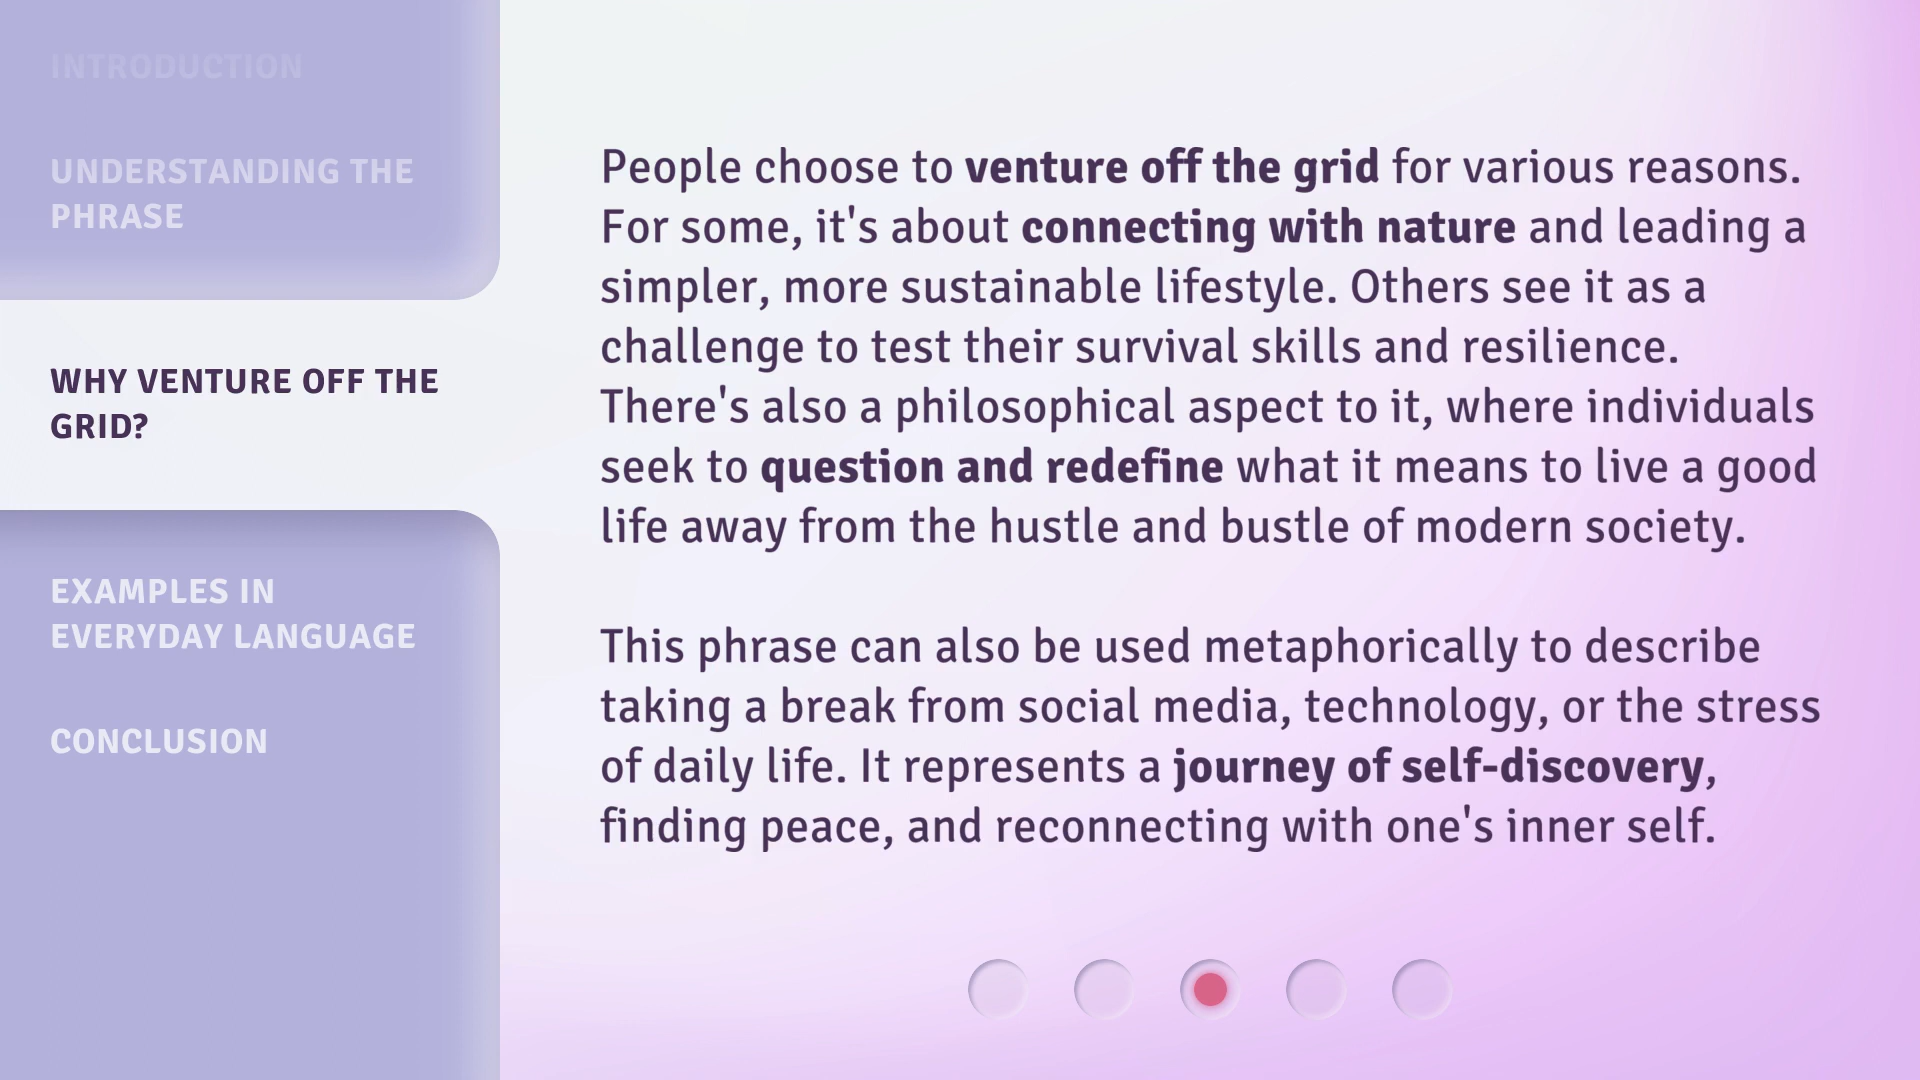 INTRODUCTION
UNDERSTANDING THE
PHRASE
WHY VENTURE OFF THE
GRID?
EXAMPLES IN
EVERYDAY LANGUAGE
CONCLUSION
People choose to venture off the grid for various reasons.
For some, it's about connecting with nature and leading a
simpler, more sustainable lifestyle. Others see it as a
challenge to test their survival skills and resilience.
There's also a philosophical aspect to it, where individuals
seek to question and redefine what it means to live a good
life away from the hustle and bustle of modern society.
This phrase can also be used metaphorically to describe
taking a break from social media, technology, or the stress
of daily life. It represents a journey of self-discovery,
finding peace, and reconnecting with one's inner self.